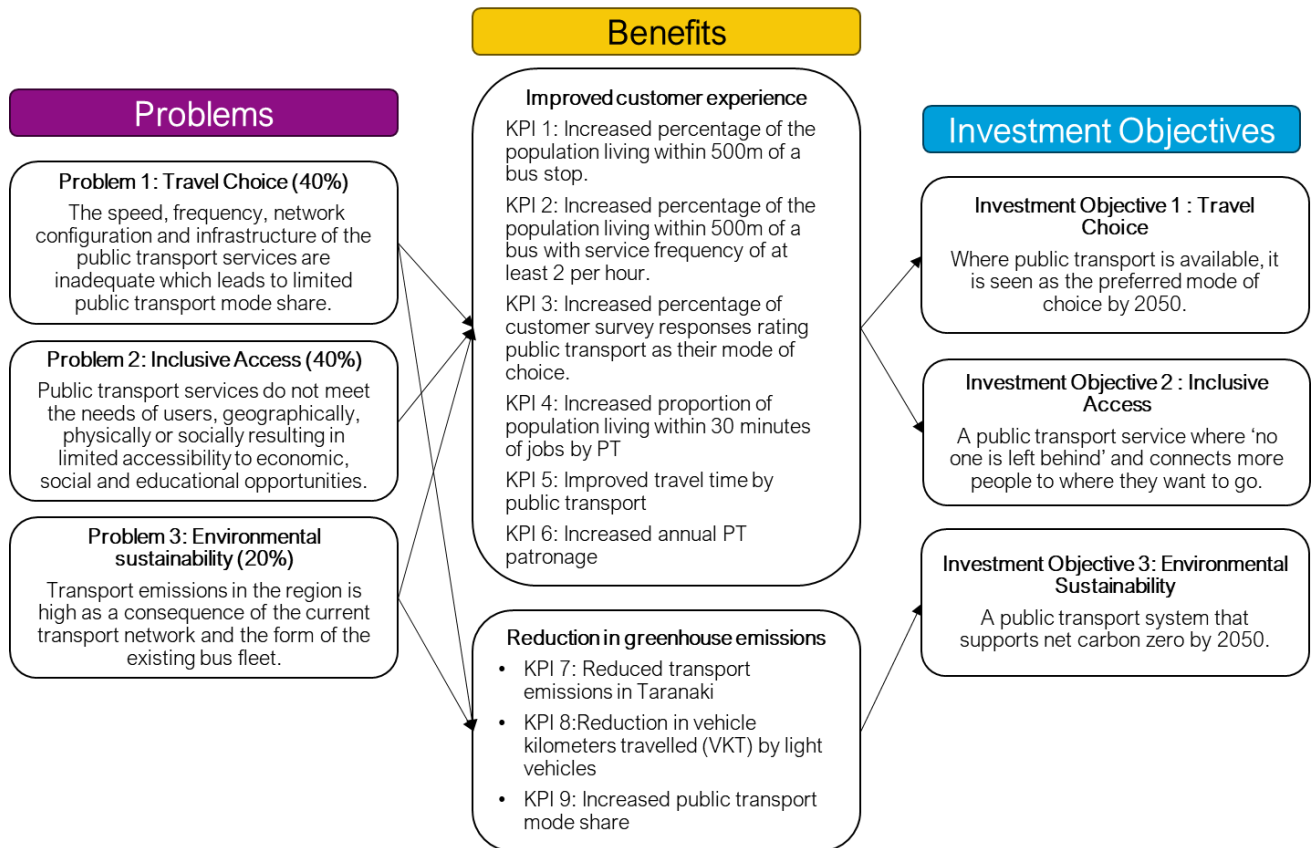 Problems
Problem 1: Travel Choice (40%)
The speed, frequency, network
configuration and infrastructure of the
public transport services are
inadequate which leads to limited
public transport mode share.
Problem 2: Inclusive Access (40%)
Public transport services do not meet
the needs of users, geographically,
physically or socially resulting in
limited accessibility to economic,
social and educational opportunities.
Problem 3: Environmental
sustainability (20%)
Transport emissions in the region is
high as a consequence of the current
transport network and the form of the
existing bus fleet.
Benefits
Improved customer experience
KPI 1: Increased percentage of the
population living within 500m of a
bus stop.
KPI 2: Increased percentage of the
population living within 500m of a
bus with service frequency of at
least 2 per hour.
KPI 3: Increased percentage of
customer survey responses rating
public transport as their mode of
choice.
KPI 4: Increased proportion of
population living within 30 minutes
of jobs by PT
KPI 5: Improved travel time by
public transport
KPI 6: Increased annual PT
patronage
Reduction in greenhouse emissions
• KPI 7: Reduced transport
emissions in Taranaki
• KPI 8:Reduction in vehicle
kilometers travelled (VKT) by light
vehicles
• KPI 9: Increased public transport
mode share
Investment Objectives
Investment Objective 1 : Travel
Choice
Where public transport is available, it
is seen as the preferred mode of
choice by 2050.
Investment Objective 2 : Inclusive
Access
A public transport service where ‘no
one is left behind’ and connects more
people to where they want to go.
Investment Objective 3: Environmental
Sustainability
A public transport system that
supports net carbon zero by 2050.